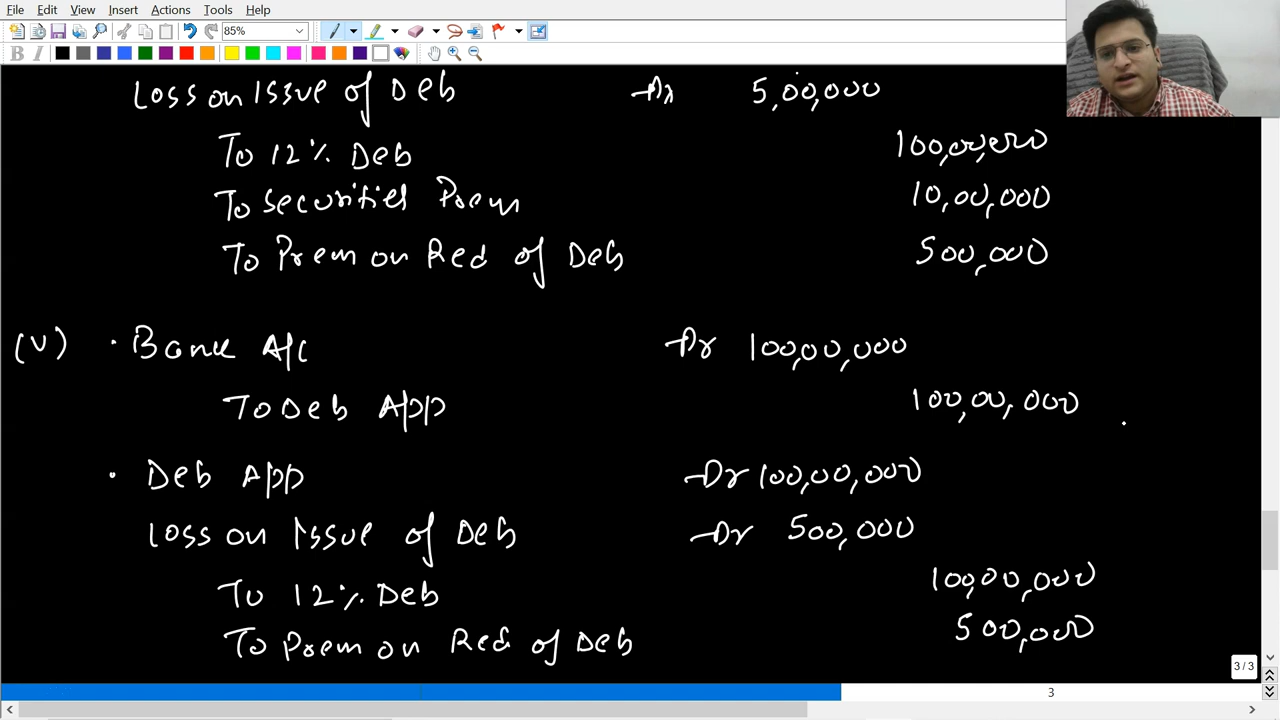 File Edit View Insert Actions Tools Help
85%
B I
Loss on Issue of Deb Dr 5,00,000
To 12% Deb 100,00,000
To Securities Prem 10,00,000
To Prem on Red of Deb 500,000
(V) · Bank A/c Dr 100,00,000
To Deb App 100,00,000
· Deb App Dr 100,00,000
Loss on Issue of Deb Dr 500,000
To 12% Deb 100,00,000
To Prem on Red of Deb 500,000
3 / 3
3